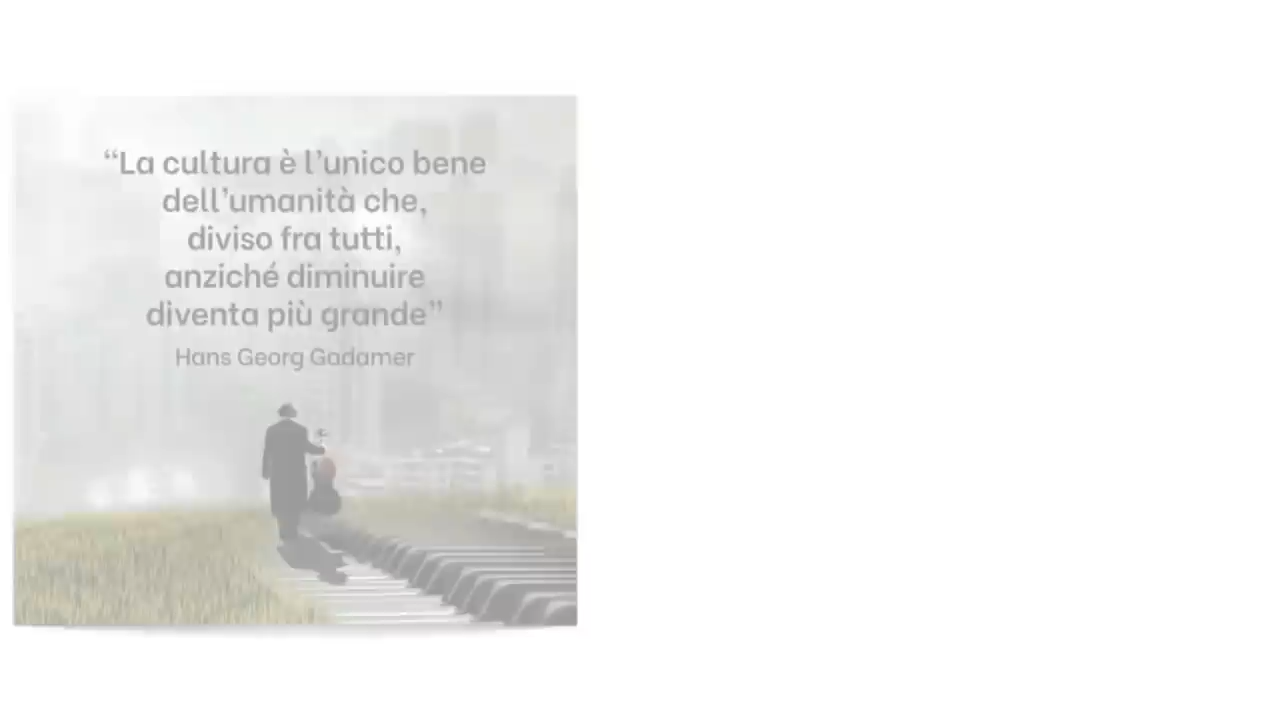 “La cultura è l’unico bene
dell’umanità che,
diviso fra tutti,
anziché diminuire
diventa più grande”
Hans Georg Gadamer